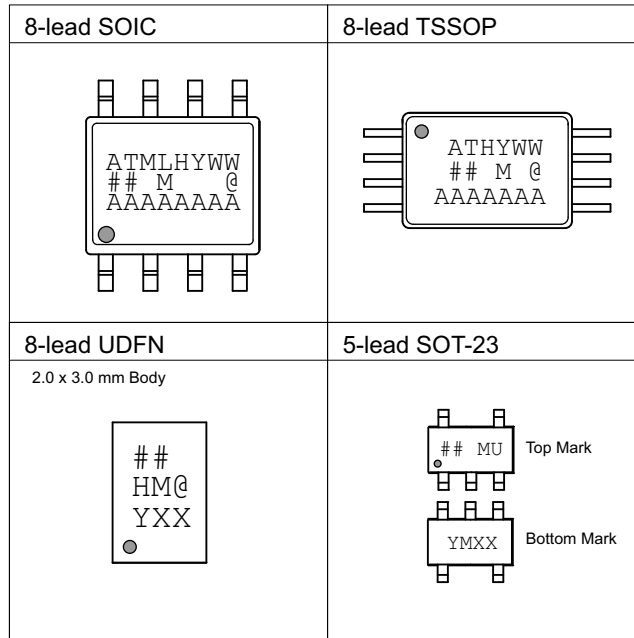 8-lead SOIC
ATMLHYWW
## M @
AAAAAAAA
8-lead TSSOP
ATHYWW
## M @
AAAAAAA
8-lead UDFN
2.0 x 3.0 mm Body
##
HM@
YXX
5-lead SOT-23
## MU
Top Mark
YMXX
Bottom Mark